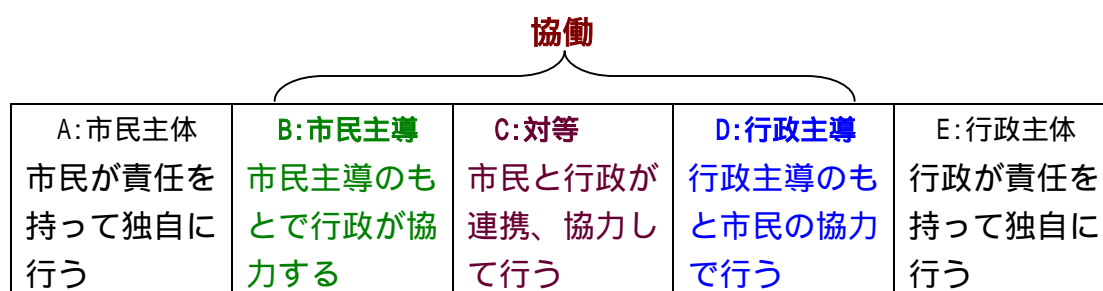 協働
A:市民主体
市民が責任を
持って独自に
行う
B:市民主導
市民主導のも
とで行政が協
力する
C:対等
市民と行政が
連携、協力し
て行う
D:行政主導
行政主導のも
と市民の協力
で行う
E:行政主体
行政が責任を
持って独自に
行う